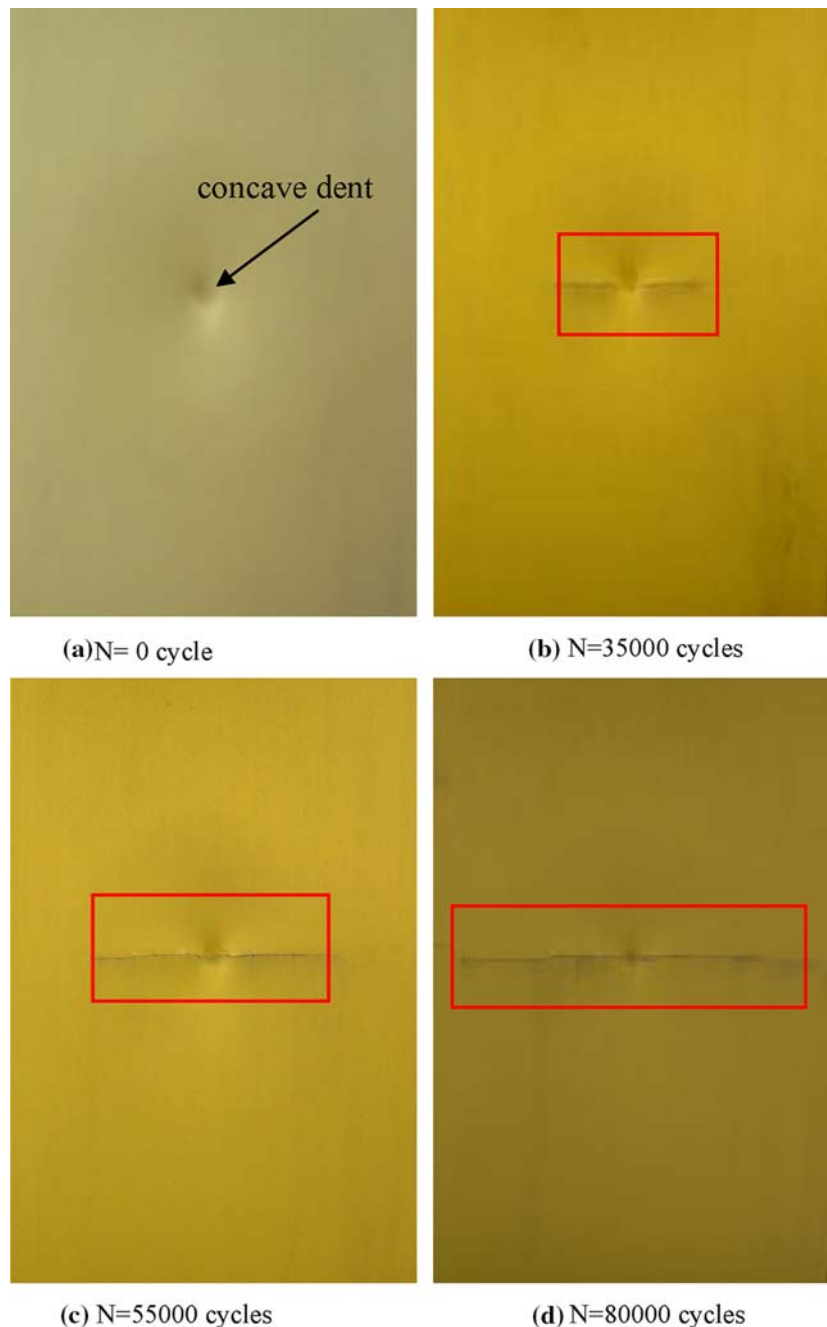 concave dent
(a) N= 0 cycle
(b) N=35000 cycles
(c) N=55000 cycles
(d) N=80000 cycles